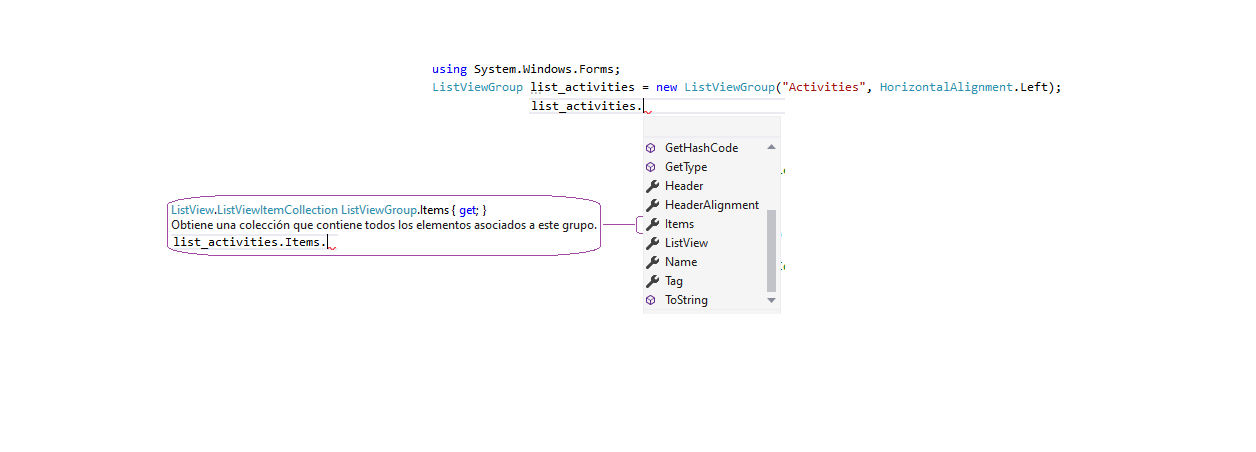 using System.Windows.Forms;
ListViewGroup list_activities = new ListViewGroup("Activities", HorizontalAlignment.Left);
list_activities.
GetHashCode
GetType
Header
HeaderAlignment
Items
ListView
Name
Tag
ToString
ListView.ListViewItemCollection ListViewGroup.Items { get; }
Obtiene una colección que contiene todos los elementos asociados a este grupo.
list_activities.Items.